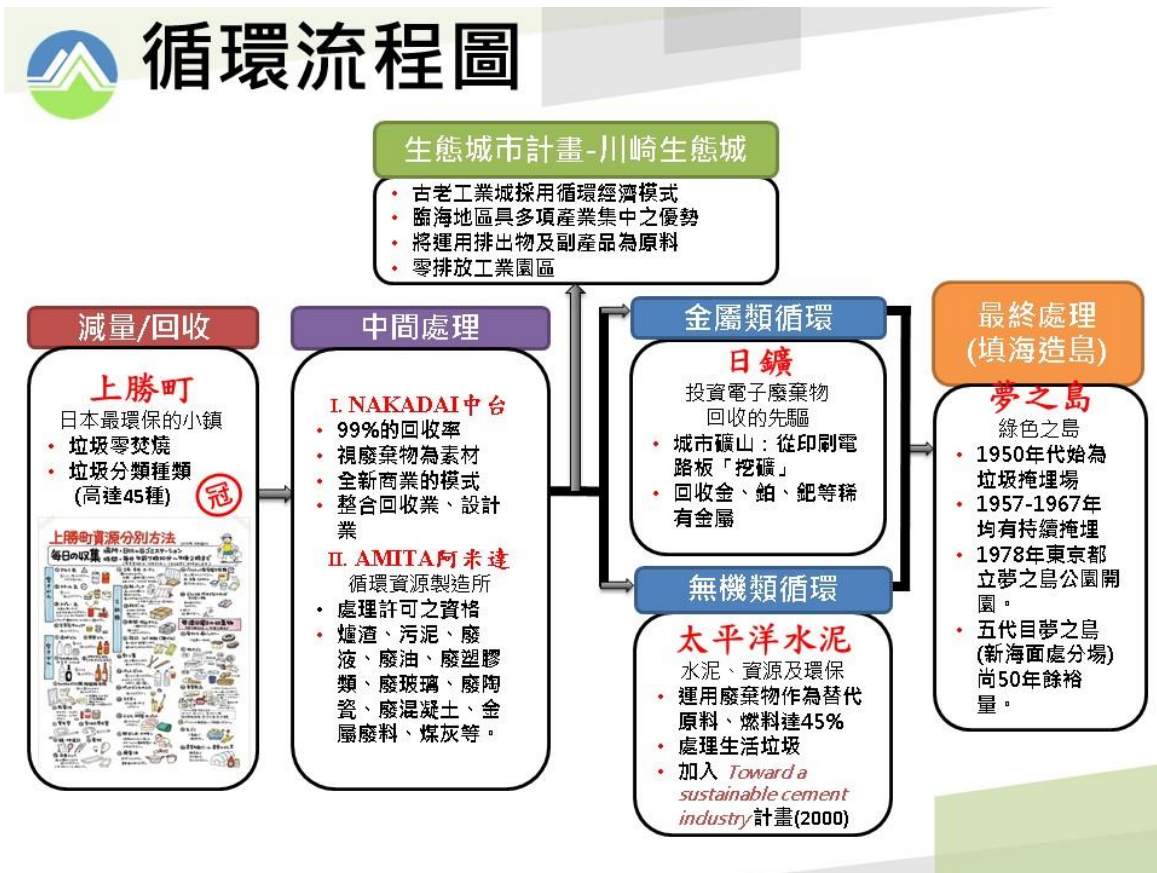 循環流程圖
生態城市計畫-川崎生態城
• 古老工業城採用循環經濟模式
• 臨海地區具多項產業集中之優勢
• 將運用排出物及副產品為原料
• 零排放工業園區
減量/回收
上勝町
日本最環保的小鎮
• 垃圾零焚燒
• 垃圾分類種類
(高達45種)
冠
上勝町資源分別方法
毎日の収集
中間處理
I. NAKADAI中台
• 99%的回收率
• 視廢棄物為素材
• 全新商業的模式
• 整合回收業、設計
業
II. AMITA阿米達
循環資源製造所
• 處理許可之資格
• 爐渣、污泥、廢
液、廢油、廢塑膠
類、廢玻璃、廢陶
瓷、廢混凝土、金
屬廢料、煤灰等。
金屬類循環
日鑛
投資電子廢棄物
回收的先驅
• 城市礦山：從印刷電
路板「挖礦」
• 回收金、鉑、鈀等稀
有金屬
無機類循環
太平洋水泥
水泥、資源及環保
• 運用廢棄物作為替代
原料、燃料達45%
• 處理生活垃圾
• 加入 Toward a
sustainable cement
industry 計畫(2000)
最終處理
(填海造島)
夢之島
綠色之島
• 1950年代始為
垃圾掩埋場
• 1957-1967年
均有持續掩埋
• 1978年東京都
立夢之島公園開
園。
• 五代目夢之島
(新海面處分場)
尚50年餘裕
量。